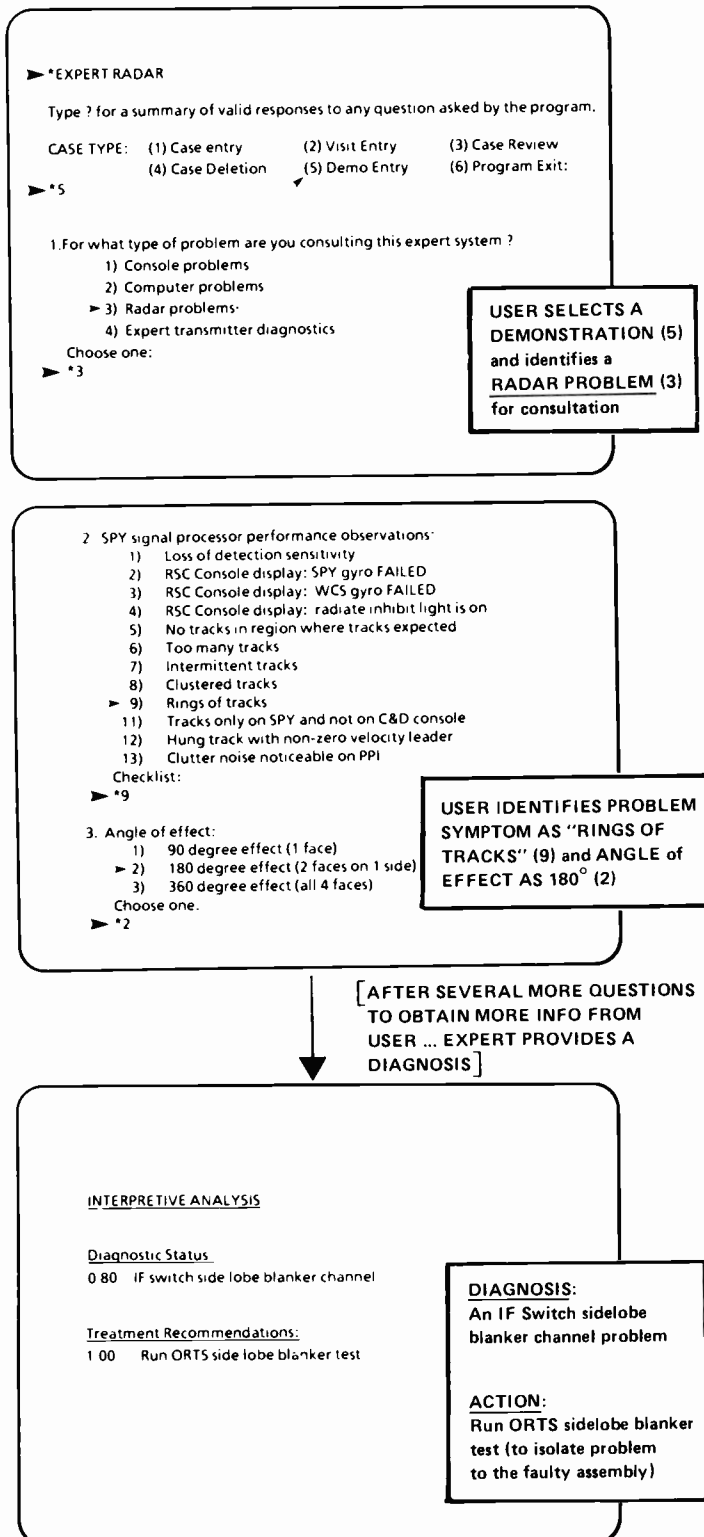 ► *EXPERT RADAR
Type ? for a summary of valid responses to any question asked by the program.
CASE TYPE: (1) Case entry (2) Visit Entry (3) Case Review
(4) Case Deletion (5) Demo Entry (6) Program Exit:
► *5
1.For what type of problem are you consulting this expert system ?
1) Console problems
2) Computer problems
► 3) Radar problems·
4) Expert transmitter diagnostics
Choose one:
► *3
USER SELECTS A
DEMONSTRATION (5)
and identifies a
RADAR PROBLEM (3)
for consultation
2 SPY signal processor performance observations·
1) Loss of detection sensitivity
2) RSC Console display: SPY gyro FAILED
3) RSC Console display: WCS gyro FAILED
4) RSC Console display: radiate inhibit light is on
5) No tracks in region where tracks expected
6) Too many tracks
7) Intermittent tracks
8) Clustered tracks
► 9) Rings of tracks
11) Tracks only on SPY and not on C&D console
12) Hung track with non-zero velocity leader
13) Clutter noise noticeable on PPI
Checklist:
► *9
3. Angle of effect:
1) 90 degree effect (1 face)
► 2) 180 degree effect (2 faces on 1 side)
3) 360 degree effect (all 4 faces)
Choose one.
► *2
USER IDENTIFIES PROBLEM
SYMPTOM AS "RINGS OF
TRACKS" (9) and ANGLE of
EFFECT AS 180° (2)
[AFTER SEVERAL MORE QUESTIONS
TO OBTAIN MORE INFO FROM
USER ... EXPERT PROVIDES A
DIAGNOSIS]
INTERPRETIVE ANALYSIS
Diagnostic Status
0 80 IF switch side lobe blanker channel
Treatment Recommendations:
1 00 Run ORTS side lobe blanker test
DIAGNOSIS:
An IF Switch sidelobe
blanker channel problem
ACTION:
Run ORTS sidelobe blanker
test (to isolate problem
to the faulty assembly)